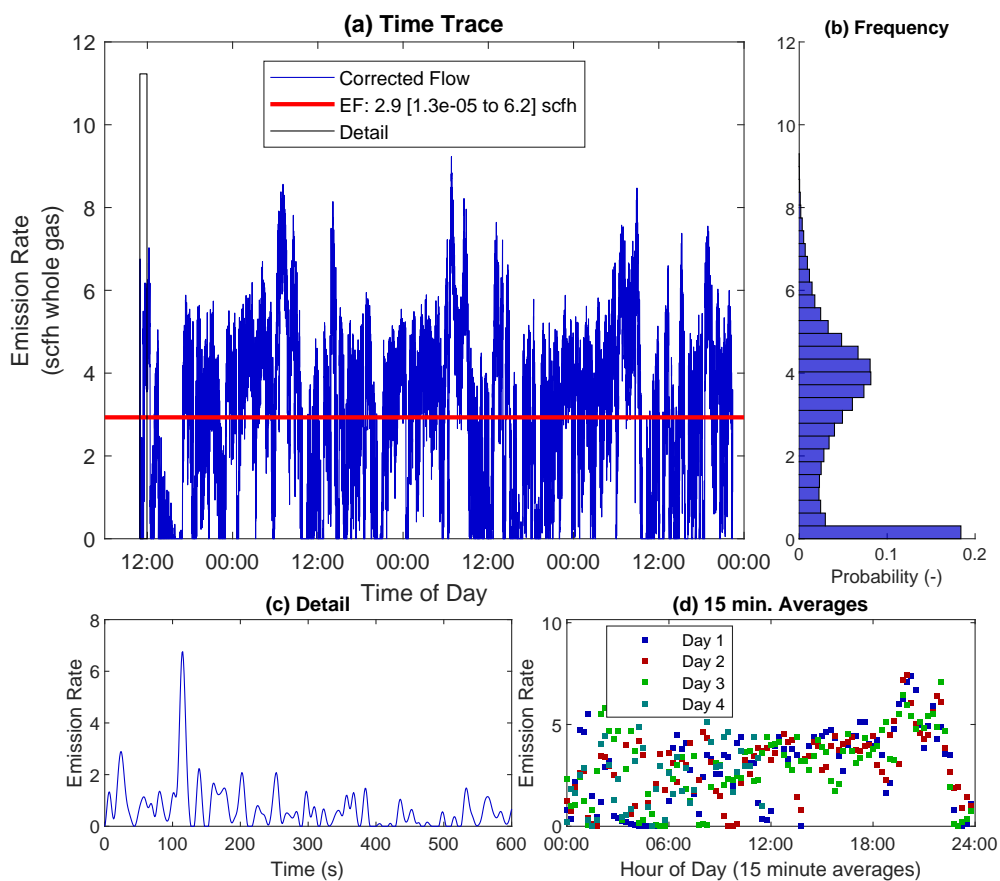 (a) Time Trace
12
10
8
6
4
2
0
Emission Rate
(scfh whole gas)
Corrected Flow
EF: 2.9 [1.3e-05 to 6.2] scfh
Detail
12:00 00:00 12:00 00:00 12:00 00:00 12:00 00:00
Time of Day
(b) Frequency
12
10
8
6
4
2
0
0 0.1 0.2
Probability (-)
(c) Detail
8
6
4
2
0
Emission Rate
0 100 200 300 400 500 600
Time (s)
(d) 15 min. Averages
10
5
0
Emission Rate
Day 1
Day 2
Day 3
Day 4
00:00 06:00 12:00 18:00 24:00
Hour of Day (15 minute averages)